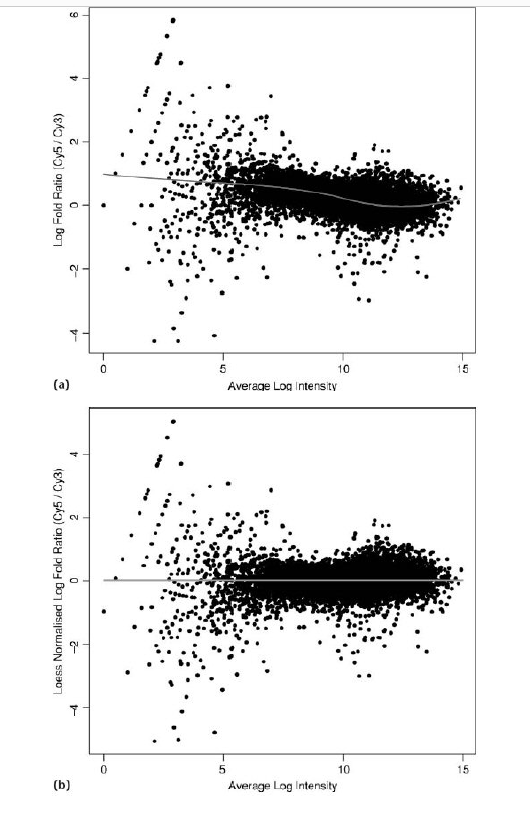 6
4
2
0
−2
−4
Log Fold Ratio (Cy5 / Cy3)
0 5 10 15
Average Log Intensity
(a)
4
2
0
−2
−4
Loess Normalised Log Fold Ratio (Cy5 / Cy3)
0 5 10 15
Average Log Intensity
(b)